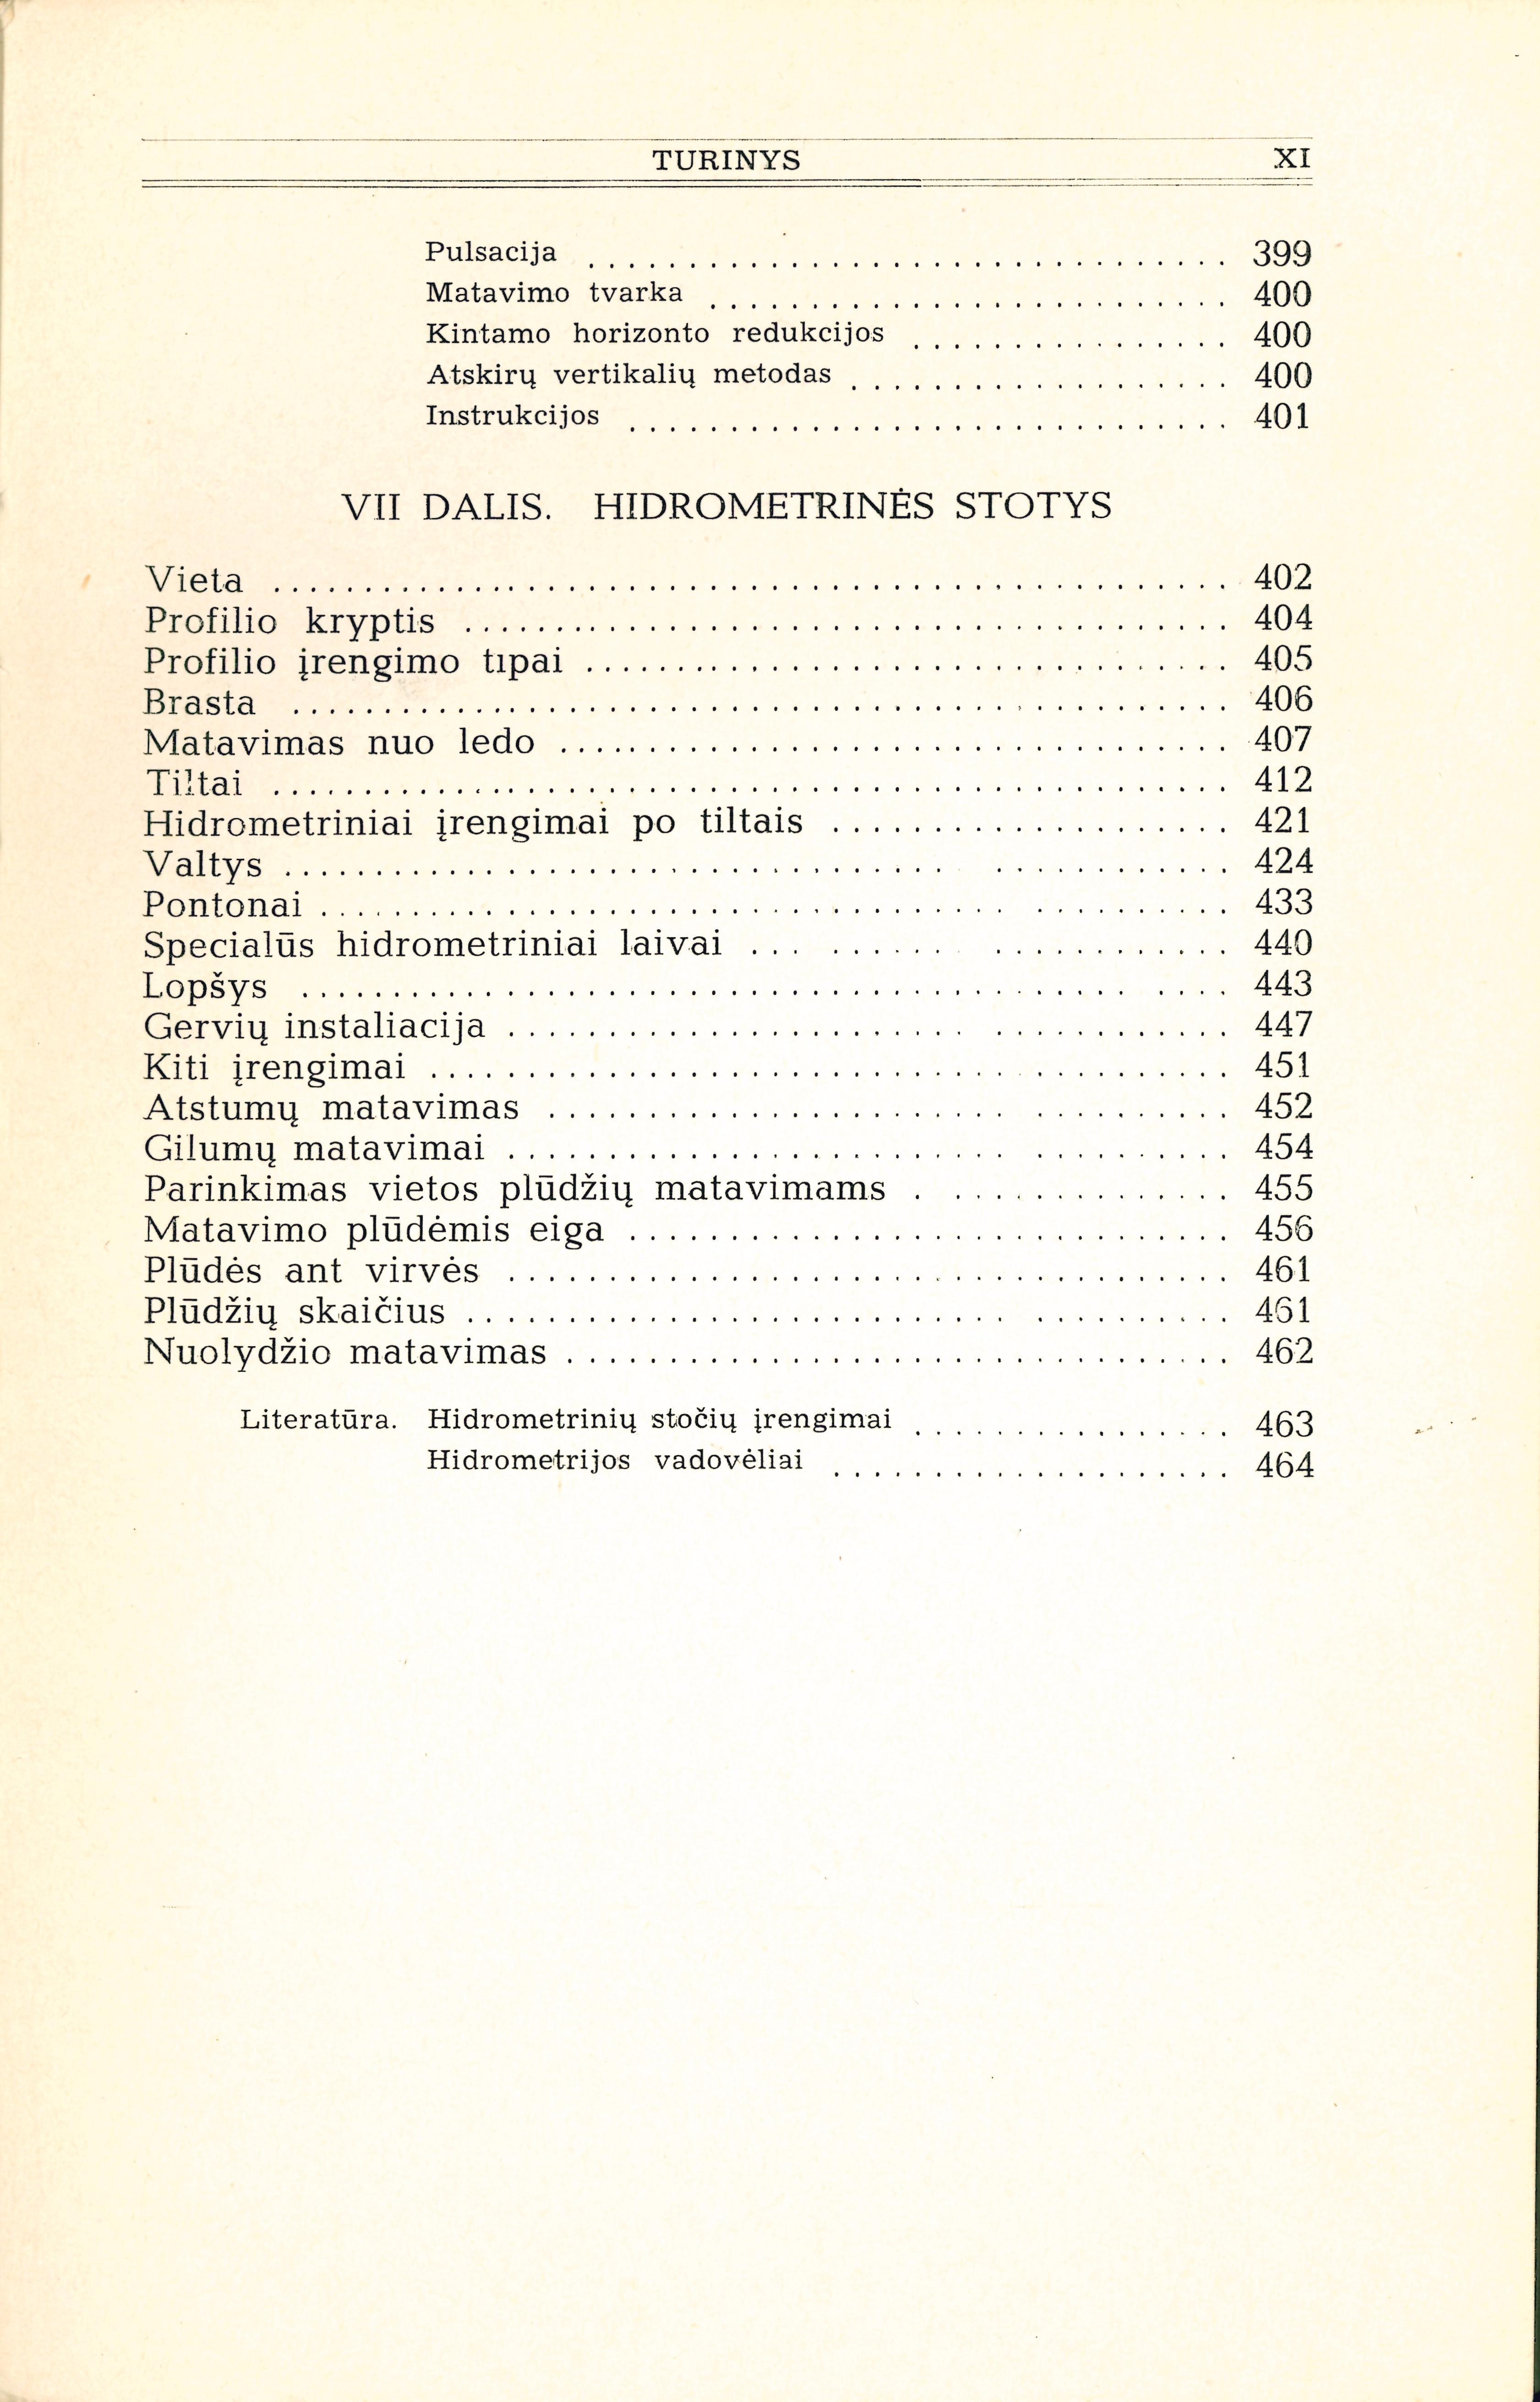 TURINYS XI
Pulsacija ................................ 399
Matavimo tvarka .......................... 400
Kintamo horizonto redukcijos ................ 400
Atskirų vertikalių metodas ................... 400
Instrukcijos .............................. 401
VII DALIS. HIDROMETRINĖS STOTYS
Vieta ................................................ 402
Profilio kryptis ...................................... 404
Profilio įrengimo tipai ................................ 405
Brasta ............................................... 406
Matavimas nuo ledo ................................. 407
Tiltai ................................................ 412
Hidrometriniai įrengimai po tiltais .................... 421
Valtys ............................................... 424
Pontonai ............................................. 433
Specialūs hidrometriniai laivai ........................ 440
Lopšys ............................................... 443
Gervių instaliacija .................................... 447
Kiti įrengimai ........................................ 451
Atstumų matavimas .................................. 452
Gilumų matavimai .................................... 454
Parinkimas vietos plūdžių matavimams ............... 455
Matavimo plūdėmis eiga .............................. 456
Plūdės ant virvės .................................... 461
Plūdžių skaičius ...................................... 461
Nuolydžio matavimas ................................. 462
Literatūra. Hidrometrinių stočių įrengimai ................ 463
Hidrometrijos vadovėliai .................... 464